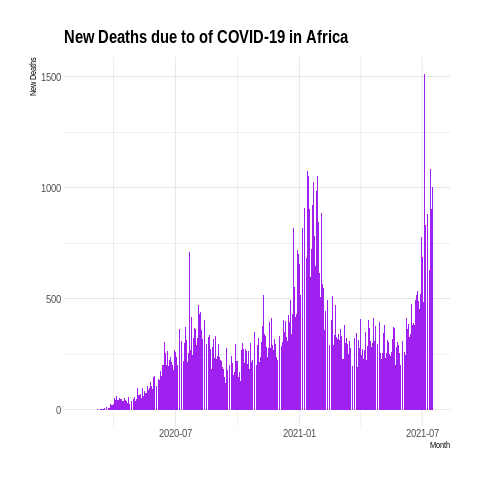 New Deaths due to of COVID-19 in Africa
New Deaths
1500
1000
500
0
2020-07
2021-01
2021-07
Month